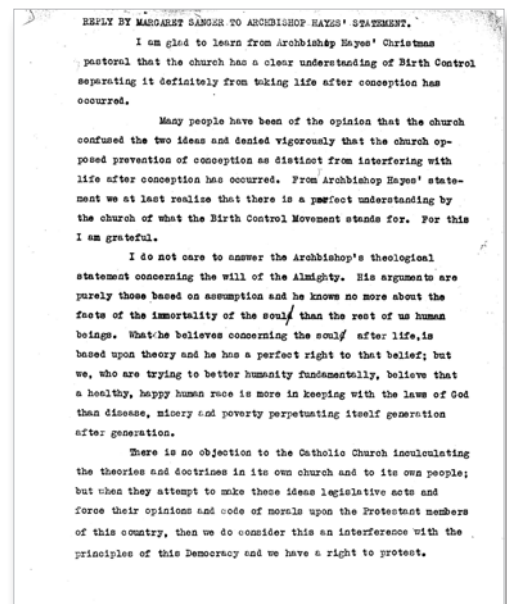 REPLY BY MARGARET SANGER TO ARCHBISHOP HAYES' STATEMENT.
I am glad to learn from Archbishop Hayes' Christmas
pastoral that the church has a clear understanding of Birth Control
separating it definitely from taking life after conception has
occurred.
Many people have been of the opinion that the church
confused the two ideas and denied vigorously that the church op-
posed prevention of conception as distinct from interfering with
life after conception has occurred. From Archbishop Hayes' state-
ment we at last realize that there is a perfect understanding by
the church of what the Birth Control Movement stands for. For this
I am grateful.
I do not care to answer the Archbishop's theological
statement concerning the will of the Almighty. His arguments are
purely those based on assumption and he knows no more about the
facts of the immortality of the soul than the rest of us human
beings. What he believes concerning the soul after life, is
based upon theory and he has a perfect right to that belief; but
we, who are trying to better humanity fundamentally, believe that
a healthy, happy human race is more in keeping with the laws of God
than disease, misery and poverty perpetuating itself generation
after generation.
There is no objection to the Catholic Church inculculating
the theories and doctrines in its own church and to its own people;
but when they attempt to make these ideas legislative acts and
force their opinions and code of morals upon the Protestant members
of this country, then we do consider this an interference with the
principles of this Democracy and we have a right to protest.